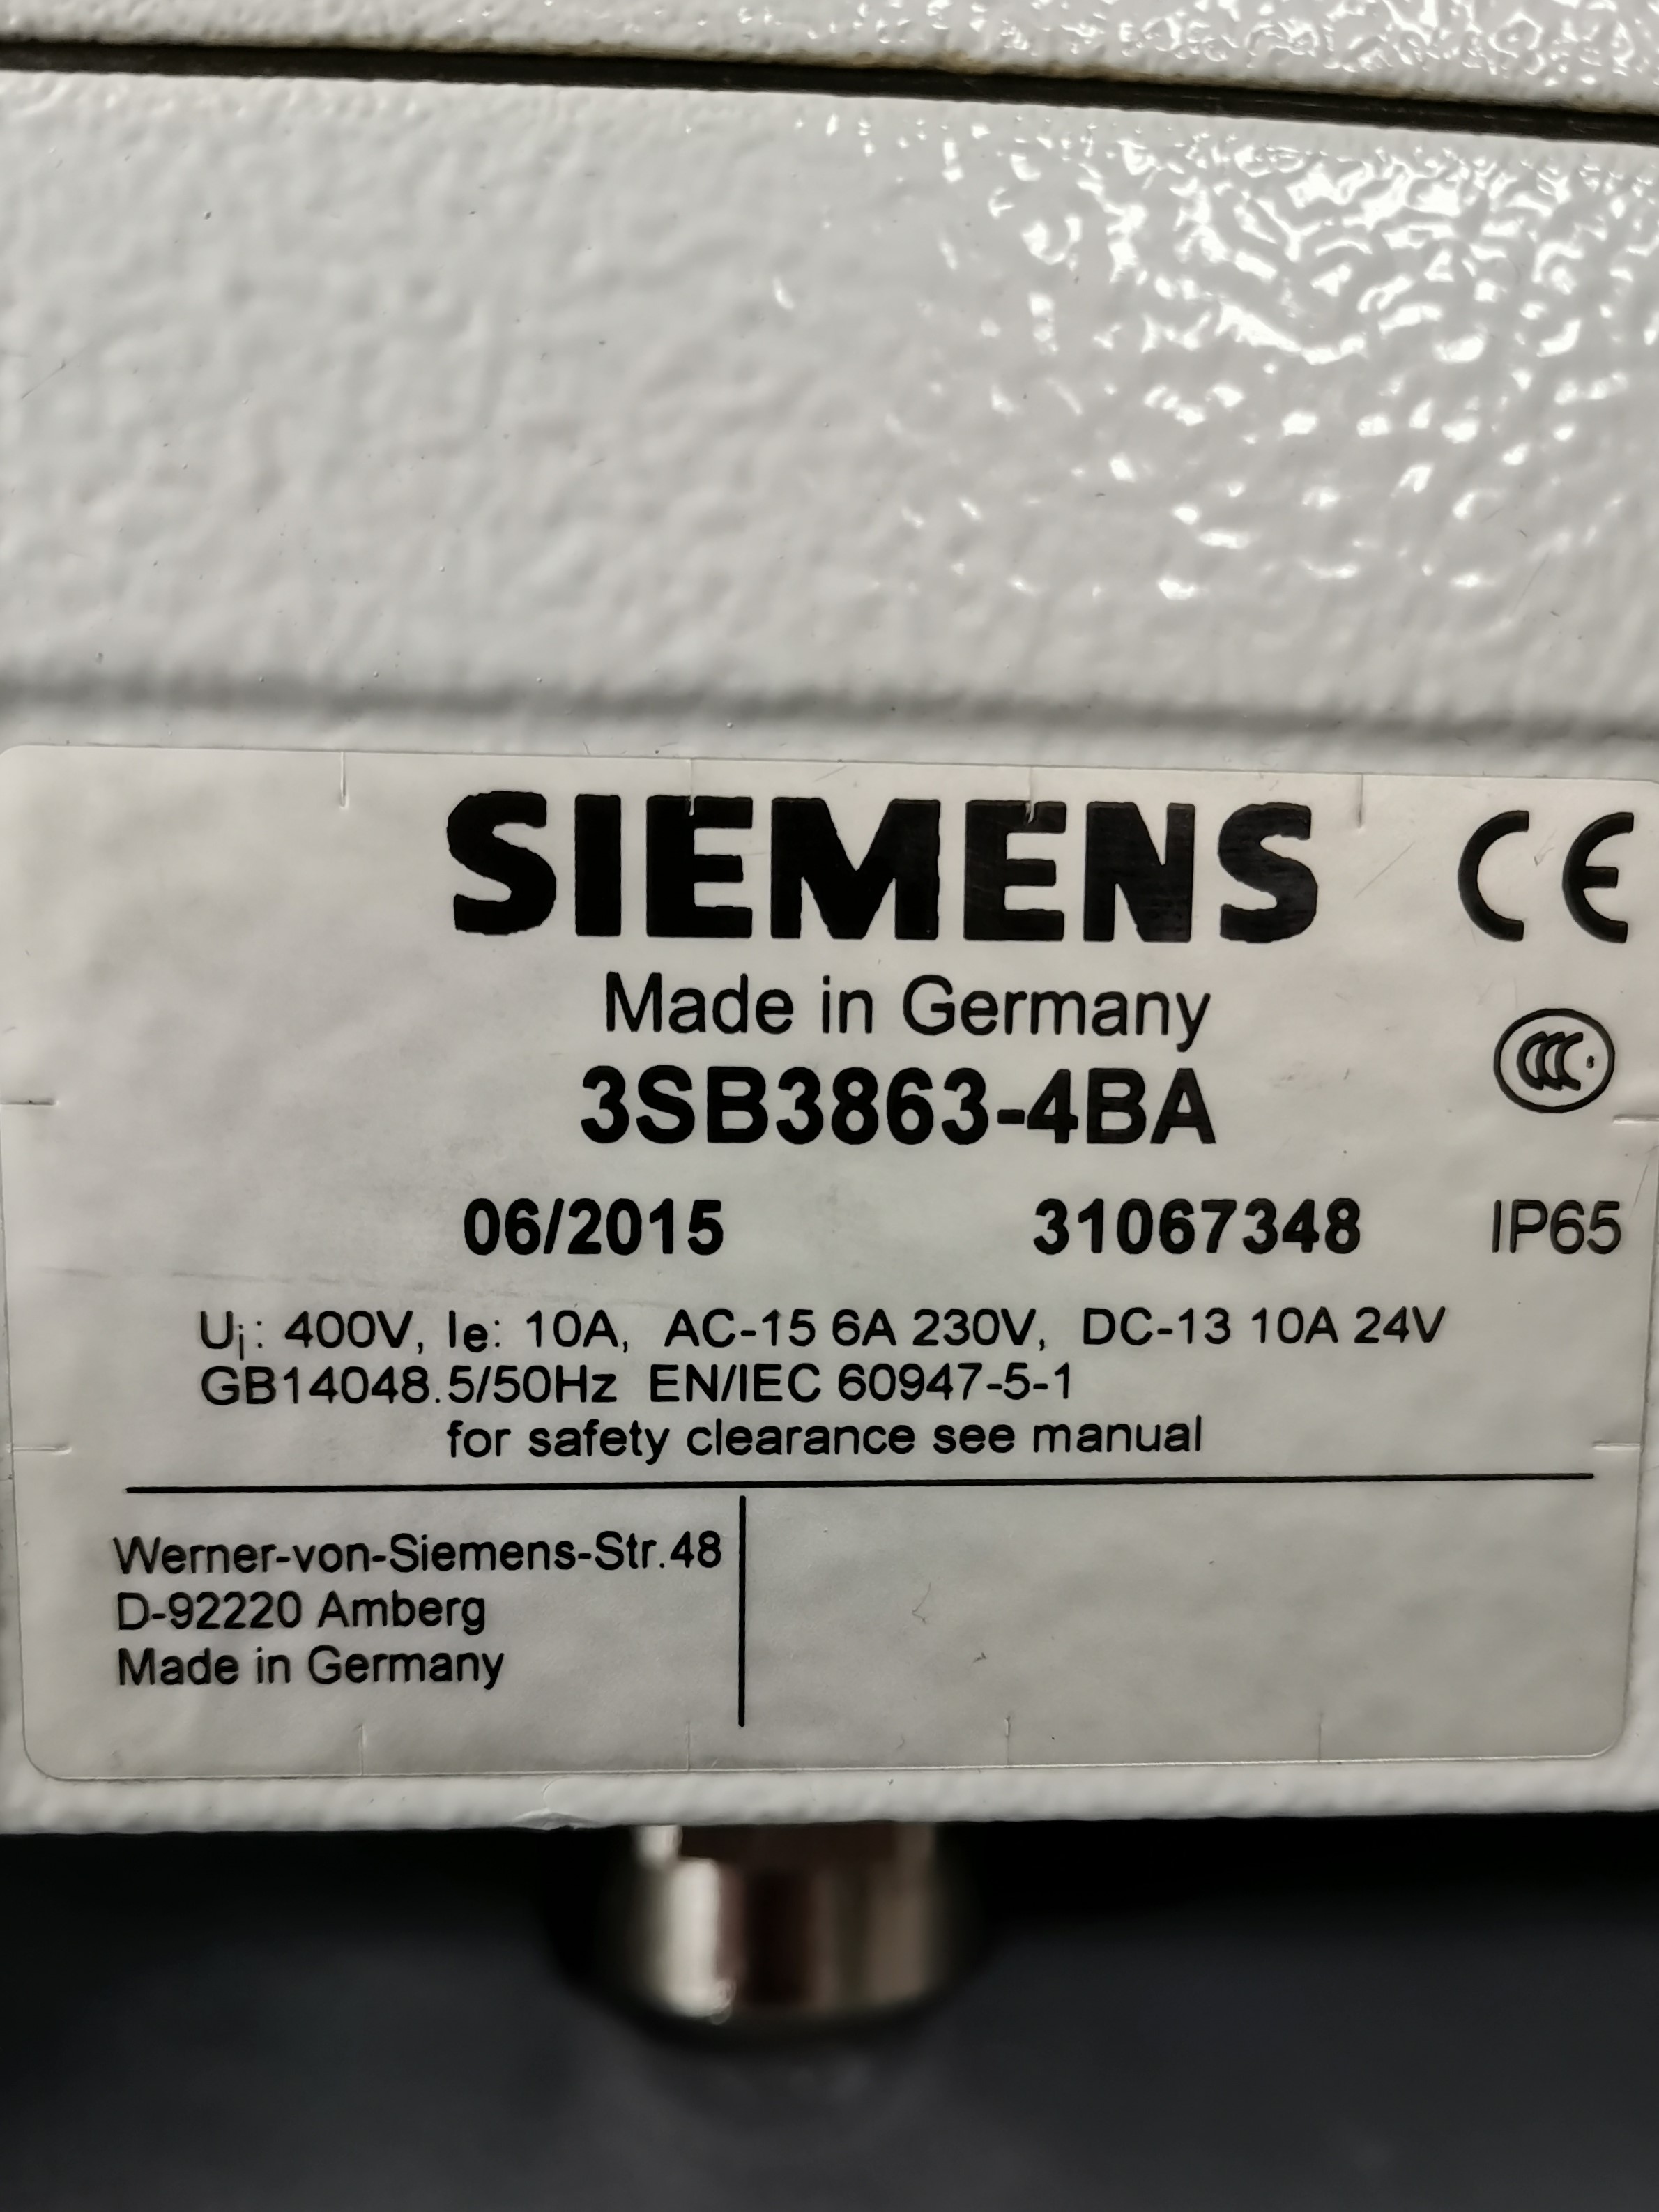 SIEMENS CE
Made in Germany
CCC
3SB3863-4BA
06/2015 31067348 IP65
Ui: 400V, Ie: 10A, AC-15 6A 230V, DC-13 10A 24V
GB14048.5/50Hz EN/IEC 60947-5-1
for safety clearance see manual
Werner-von-Siemens-Str.48
D-92220 Amberg
Made in Germany